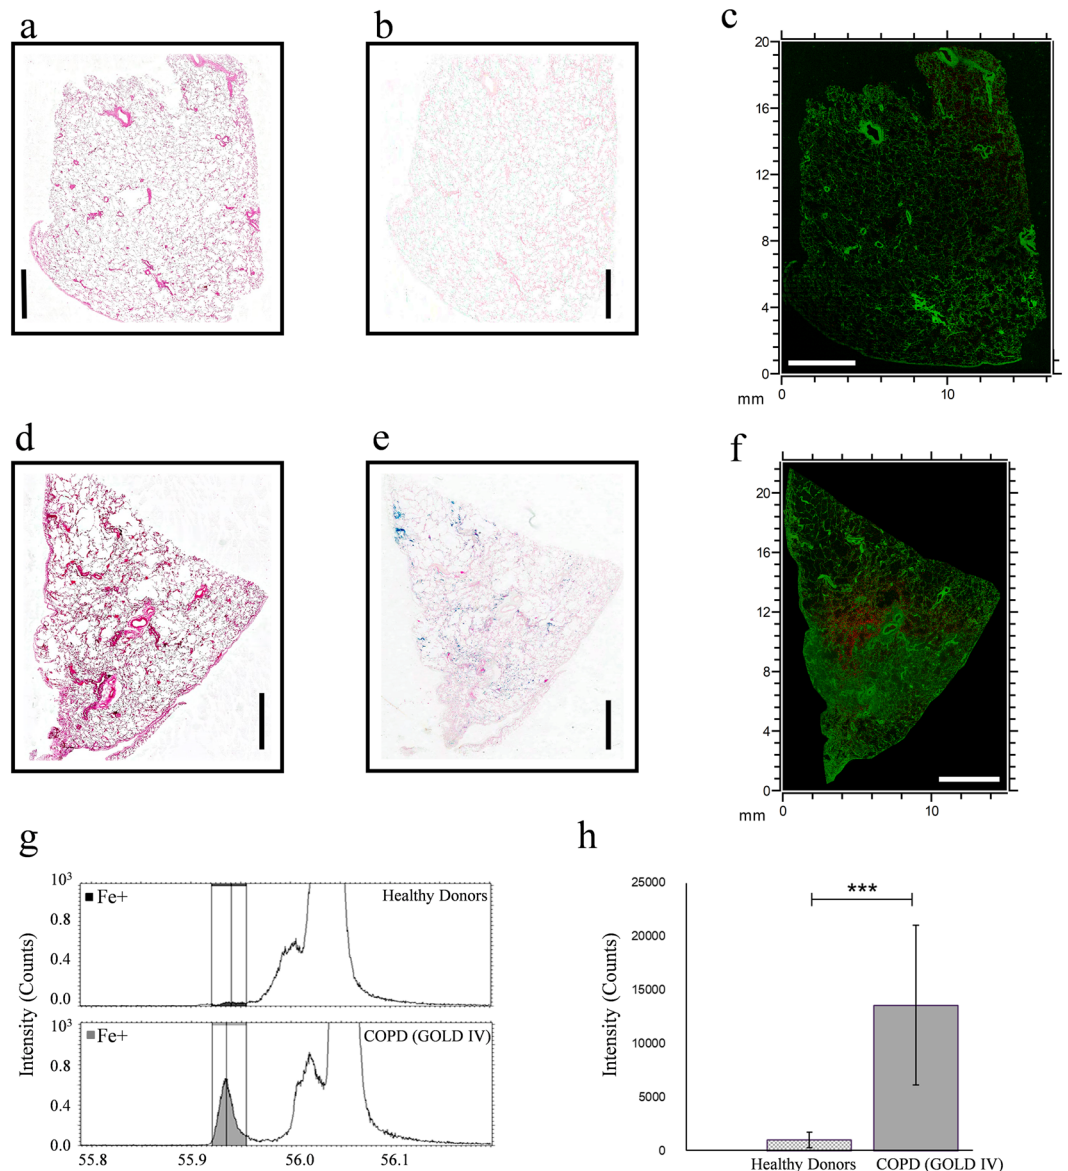 a
b
c
20
16
12
8
4
0
0
10
mm
d
e
f
20
16
12
8
4
0
0
10
mm
g
10³
■ Fe+
Healthy Donors
0.8
0.4
0.0
10³
■ Fe+
COPD (GOLD IV)
0.8
0.4
0.0
Intensity (Counts)
55.8
55.9
56.0
56.1
h
25000
20000
15000
10000
5000
0
Intensity (Counts)
***
Healthy Donors
COPD (GOLD IV)